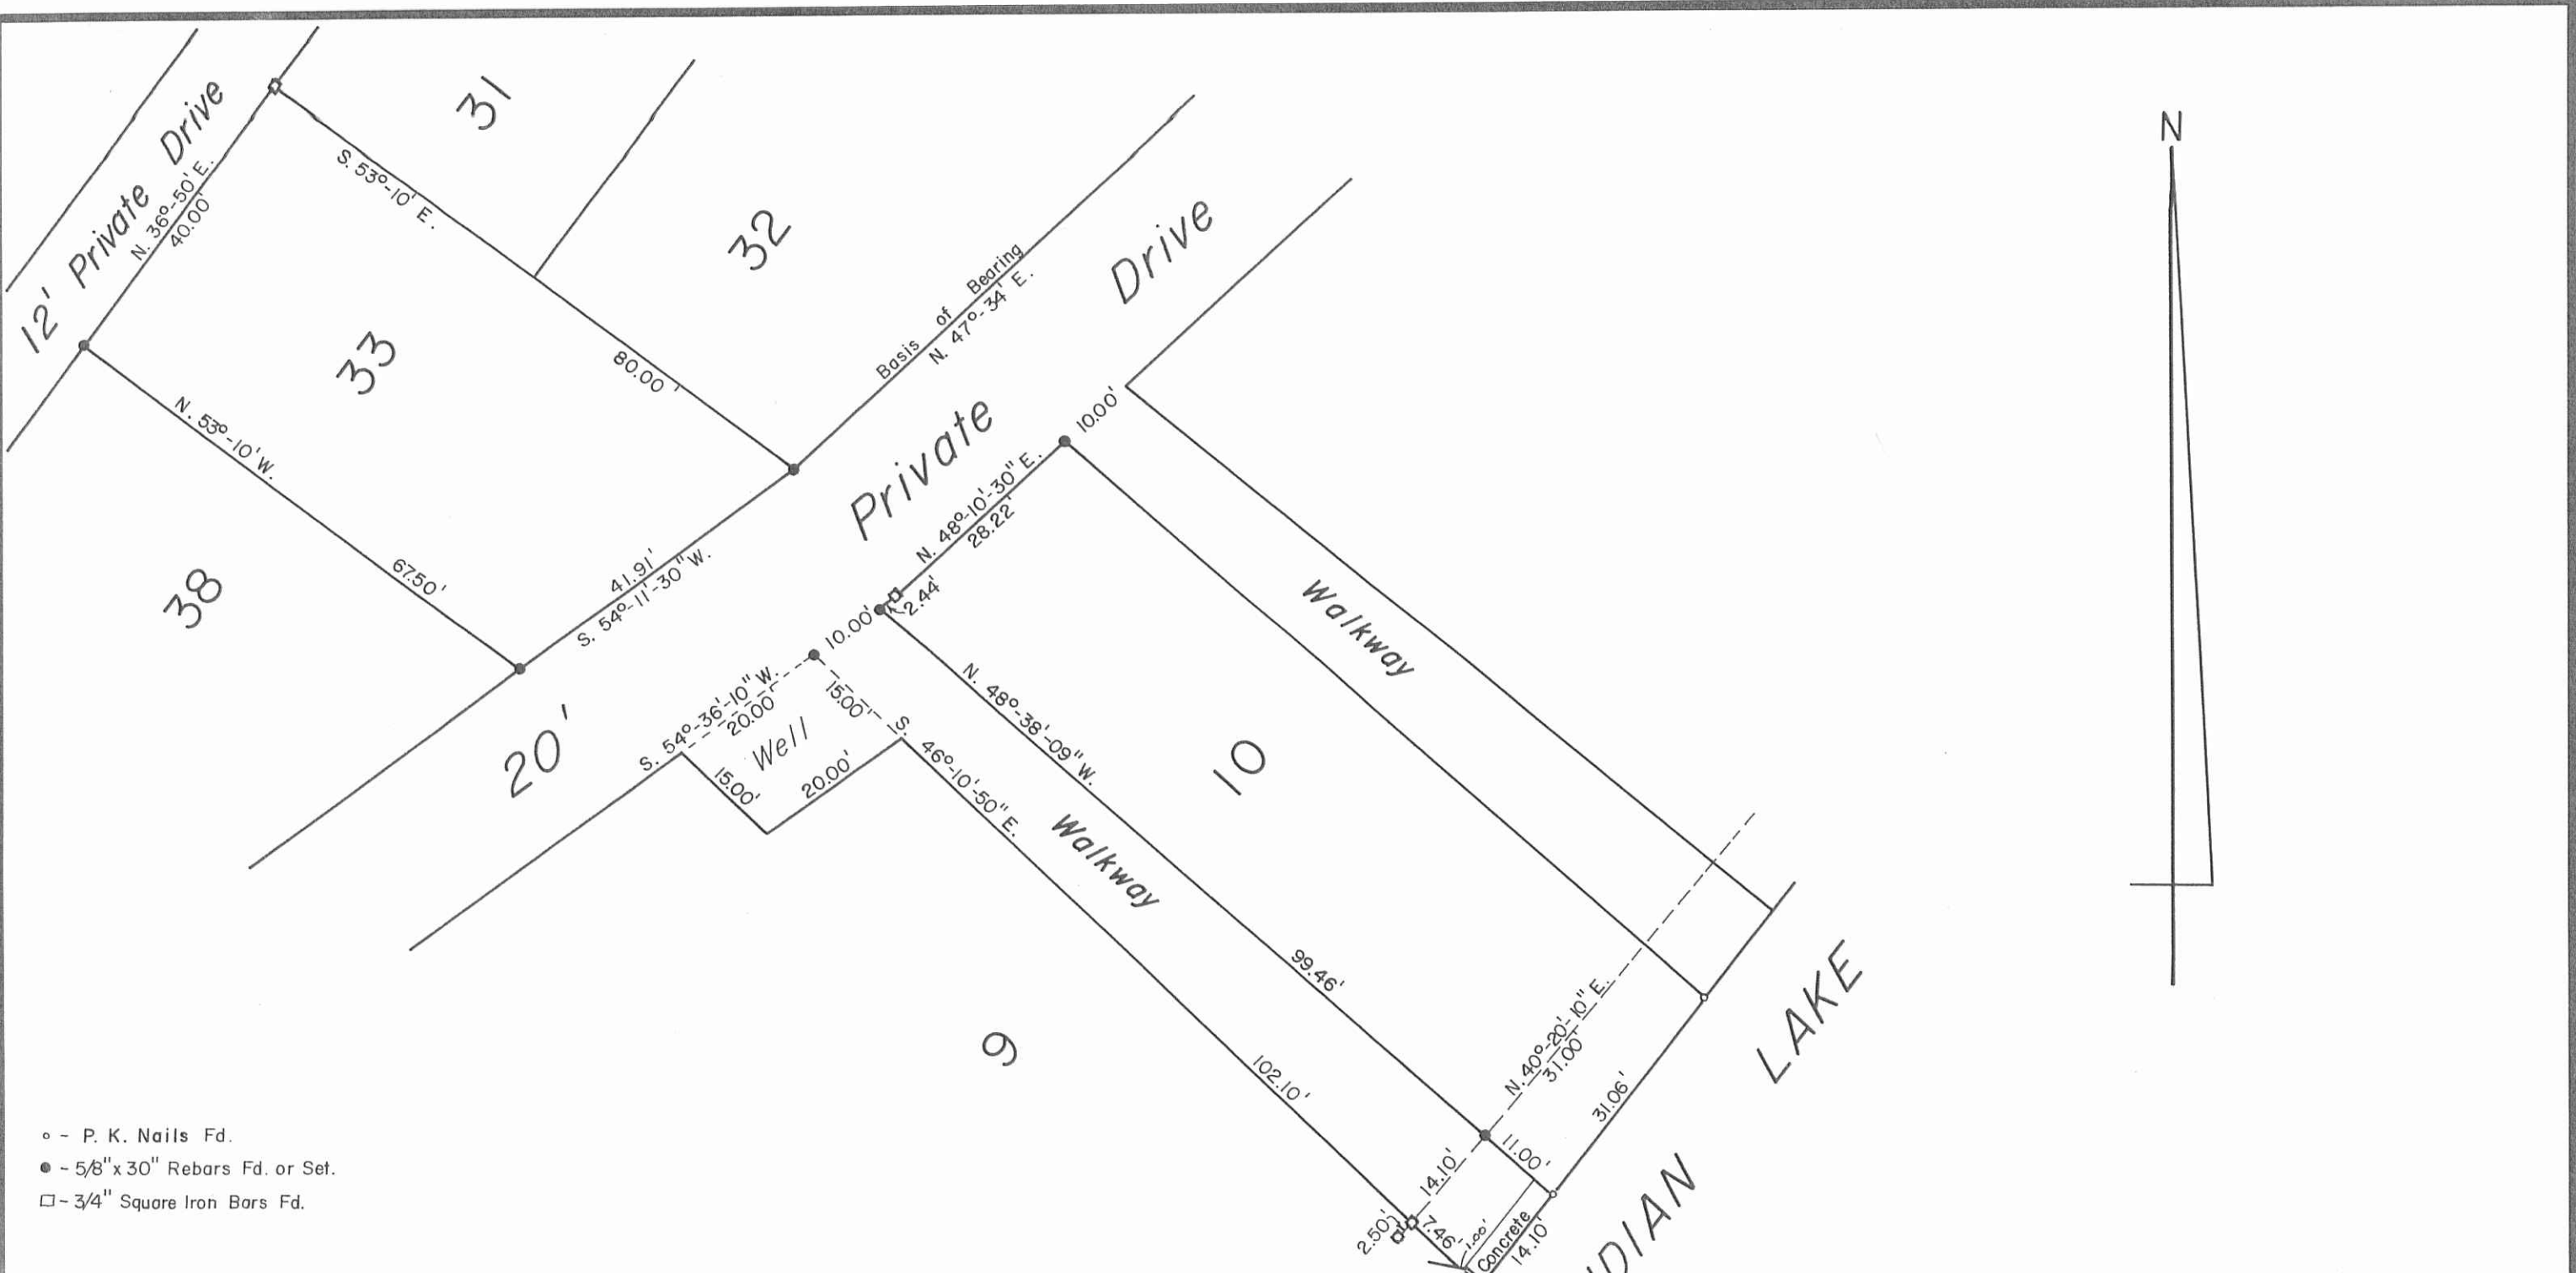 N
31
12' Private Drive
N. 36°-50' E.
40.00'
S. 53°-10' E.
80.00'
32
33
Basis of Bearing
N. 47°-34' E.
20' Private Drive
N. 53°-10' W.
67.50'
38
41.91'
S. 54°-11'-30" W.
10.00'
N. 48°-10'-30" E.
28.22'
2.44'
10.00'
S. 54°-36'-10" W.
20.00'
15.00'
Well
15.00'
20.00'
S. 46°-10'-50" E.
102.10'
Walkway
N. 48°-38'-09" W.
99.46'
Walkway
10
9
N. 40°-20'-10" E.
31.00'
31.06'
11.00'
14.10'
2.50'
7.46'
1.00'
Concrete
14.10'
NDIAN LAKE
o - P. K. Nails Fd.
● - 5/8" x 30" Rebars Fd. or Set.
□ - 3/4" Square Iron Bars Fd.